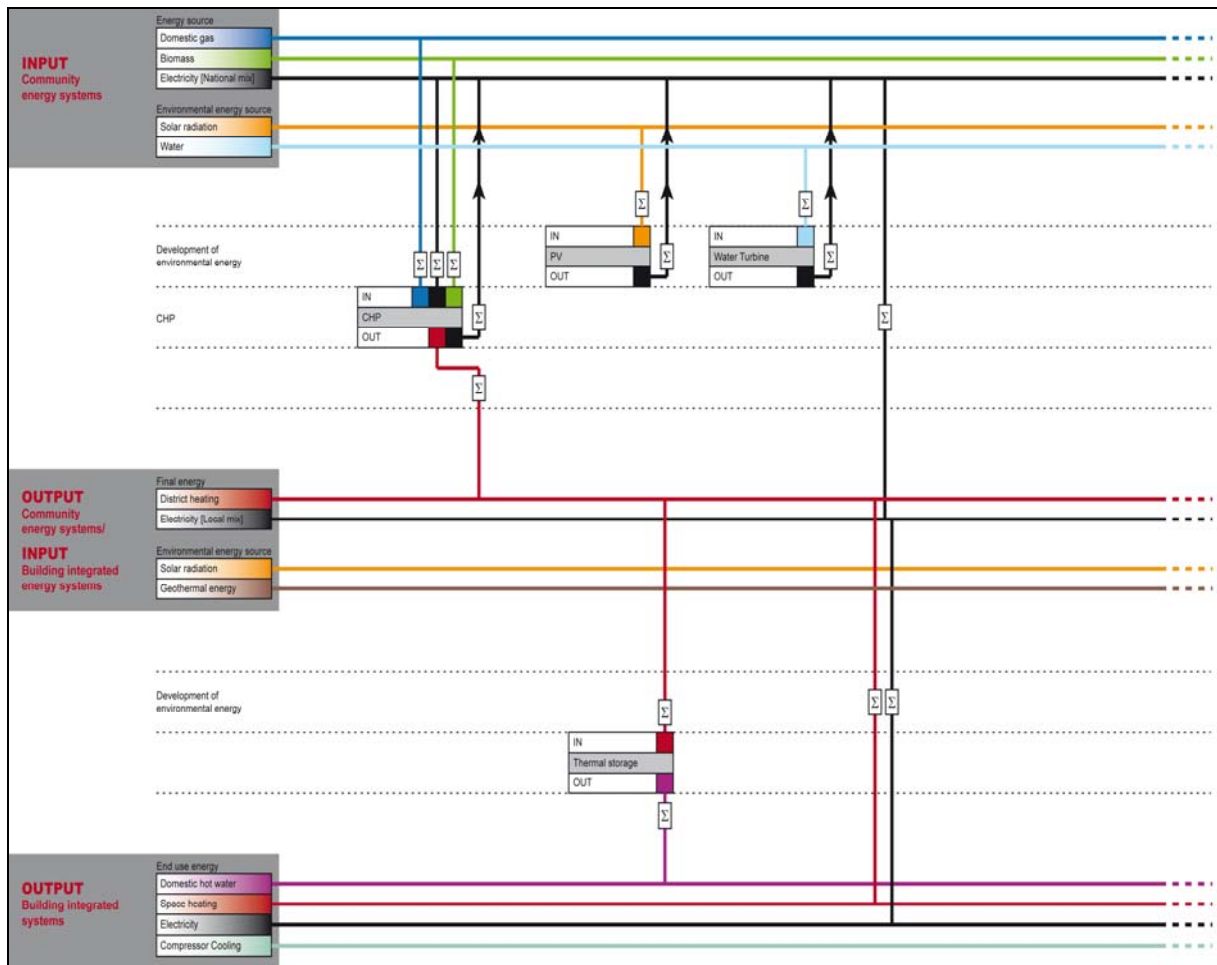 Energy source
Domestic gas
Biomass
Electricity [National mix]
INPUT
Community
energy systems
Environmental energy source
Solar radiation
Water
Development of
environmental energy
Σ
Σ
Σ
Σ
Σ
Σ
Σ
IN
PV
OUT
IN
Water Turbine
OUT
CHP
IN
CHP
OUT
Σ
Σ
Σ
OUTPUT
Community
energy systems/
INPUT
Building integrated
energy systems
Final energy
District heating
Electricity [Local mix]
Environmental energy source
Solar radiation
Geothermal energy
Development of
environmental energy
Σ
Σ
Σ
IN
Thermal storage
OUT
Σ
OUTPUT
Building integrated
systems
End use energy
Domestic hot water
Space heating
Electricity
Compressor Cooling